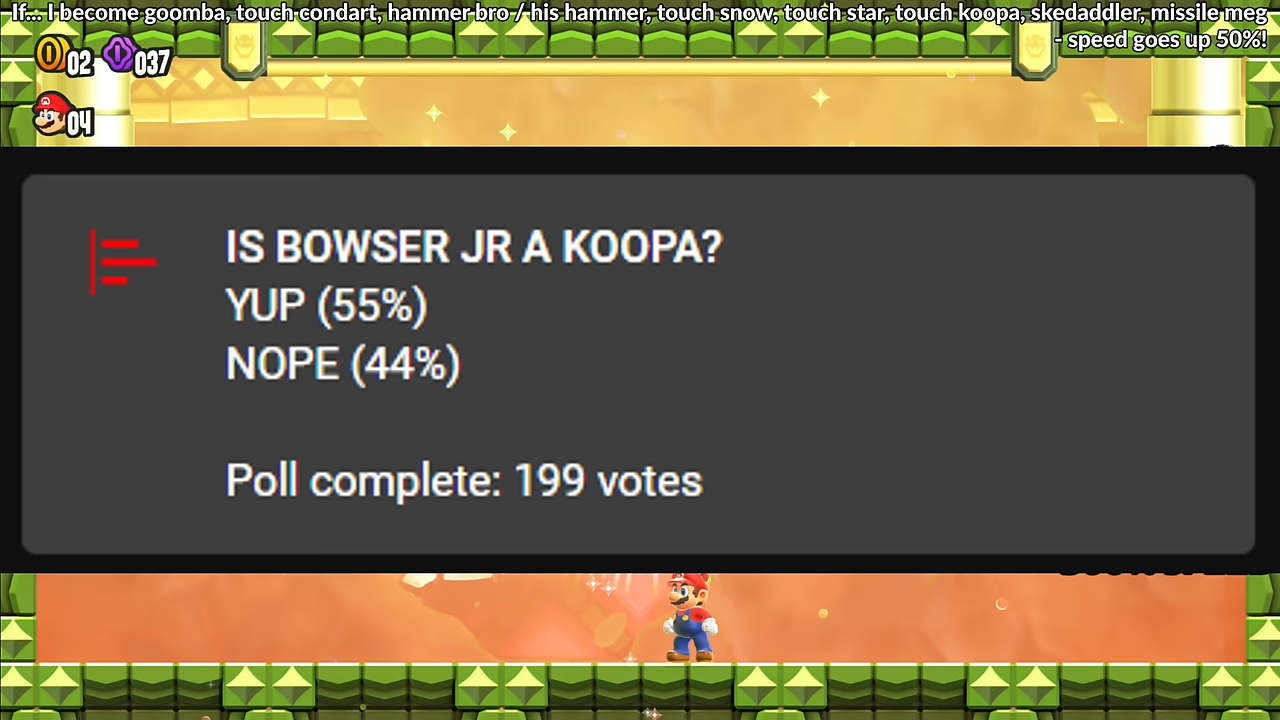 If... I become goomba, touch condart, hammer bro / his hammer, touch snow, touch star, touch koopa, skedaddler, missile meg
- speed goes up 50%!
02 037
04
IS BOWSER JR A KOOPA?
YUP (55%)
NOPE (44%)
Poll complete: 199 votes